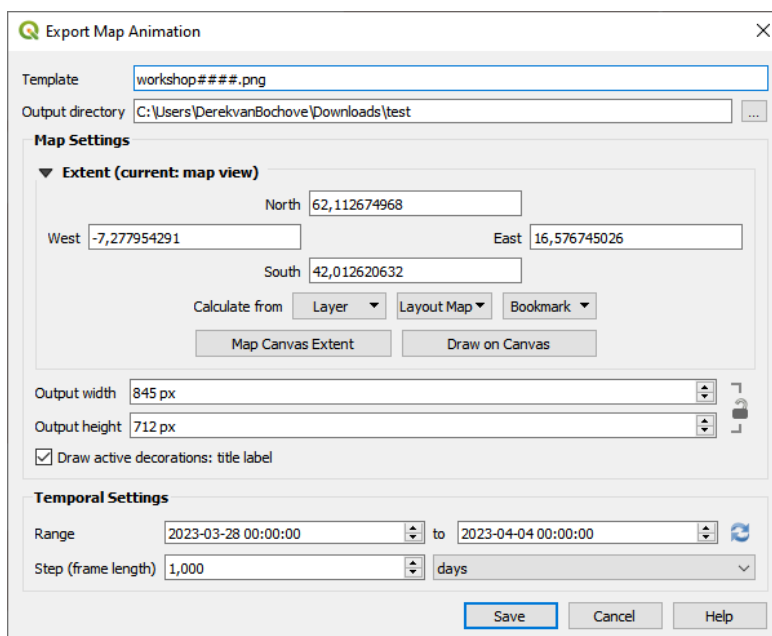 Export Map Animation
Template workshop####.png
Output directory C:\Users\DerekvanBochove\Downloads\test ...
Map Settings
Extent (current: map view)
North 62,112674968
West -7,277954291 East 16,576745026
South 42,012620632
Calculate from Layer Layout Map Bookmark
Map Canvas Extent Draw on Canvas
Output width 845 px
Output height 712 px
Draw active decorations: title label
Temporal Settings
Range 2023-03-28 00:00:00 to 2023-04-04 00:00:00
Step (frame length) 1,000 days
Save Cancel Help